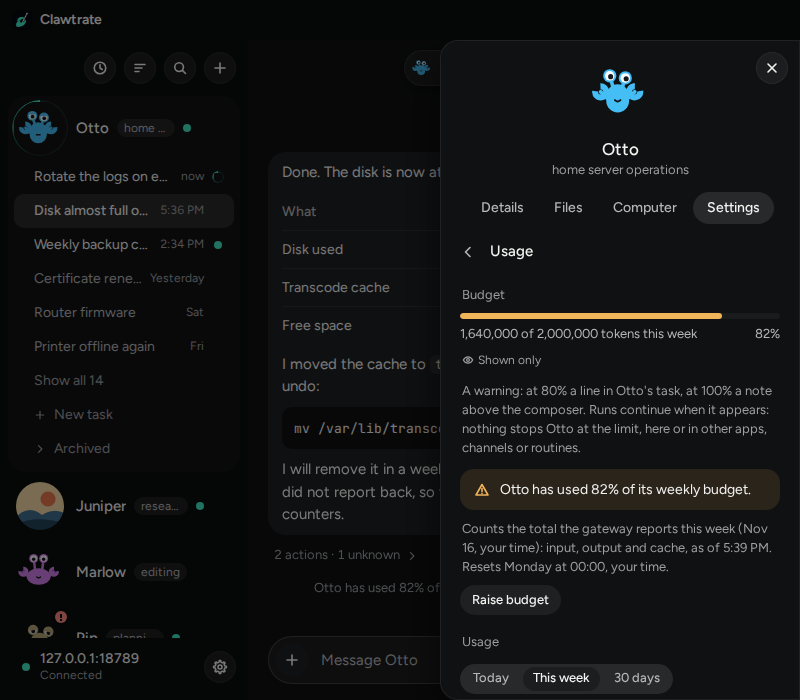 Clawtrate
Otto
home ...
Rotate the logs on e...
now
Disk almost full o...
5:36 PM
Weekly backup c...
2:34 PM
Certificate rene...
Yesterday
Router firmware
Sat
Printer offline again
Fri
Show all 14
New task
Archived
Juniper
resea...
Marlow
editing
Pip
planni...
127.0.0.1:18789
Connected
Done. The disk is now at
What
Disk used
Transcode cache
Free space
I moved the cache to
undo:
mv /var/lib/transco
I will remove it in a week
did not report back, so
counters.
2 actions · 1 unknown
Otto has used 82% of
Message Otto
Otto
home server operations
Details
Files
Computer
Settings
Usage
Budget
1,640,000 of 2,000,000 tokens this week
82%
Shown only
A warning: at 80% a line in Otto's task, at 100% a note
above the composer. Runs continue when it appears:
nothing stops Otto at the limit, here or in other apps,
channels or routines.
Otto has used 82% of its weekly budget.
Counts the total the gateway reports this week (Nov
16, your time): input, output and cache, as of 5:39 PM.
Resets Monday at 00:00, your time.
Raise budget
Usage
Today
This week
30 days